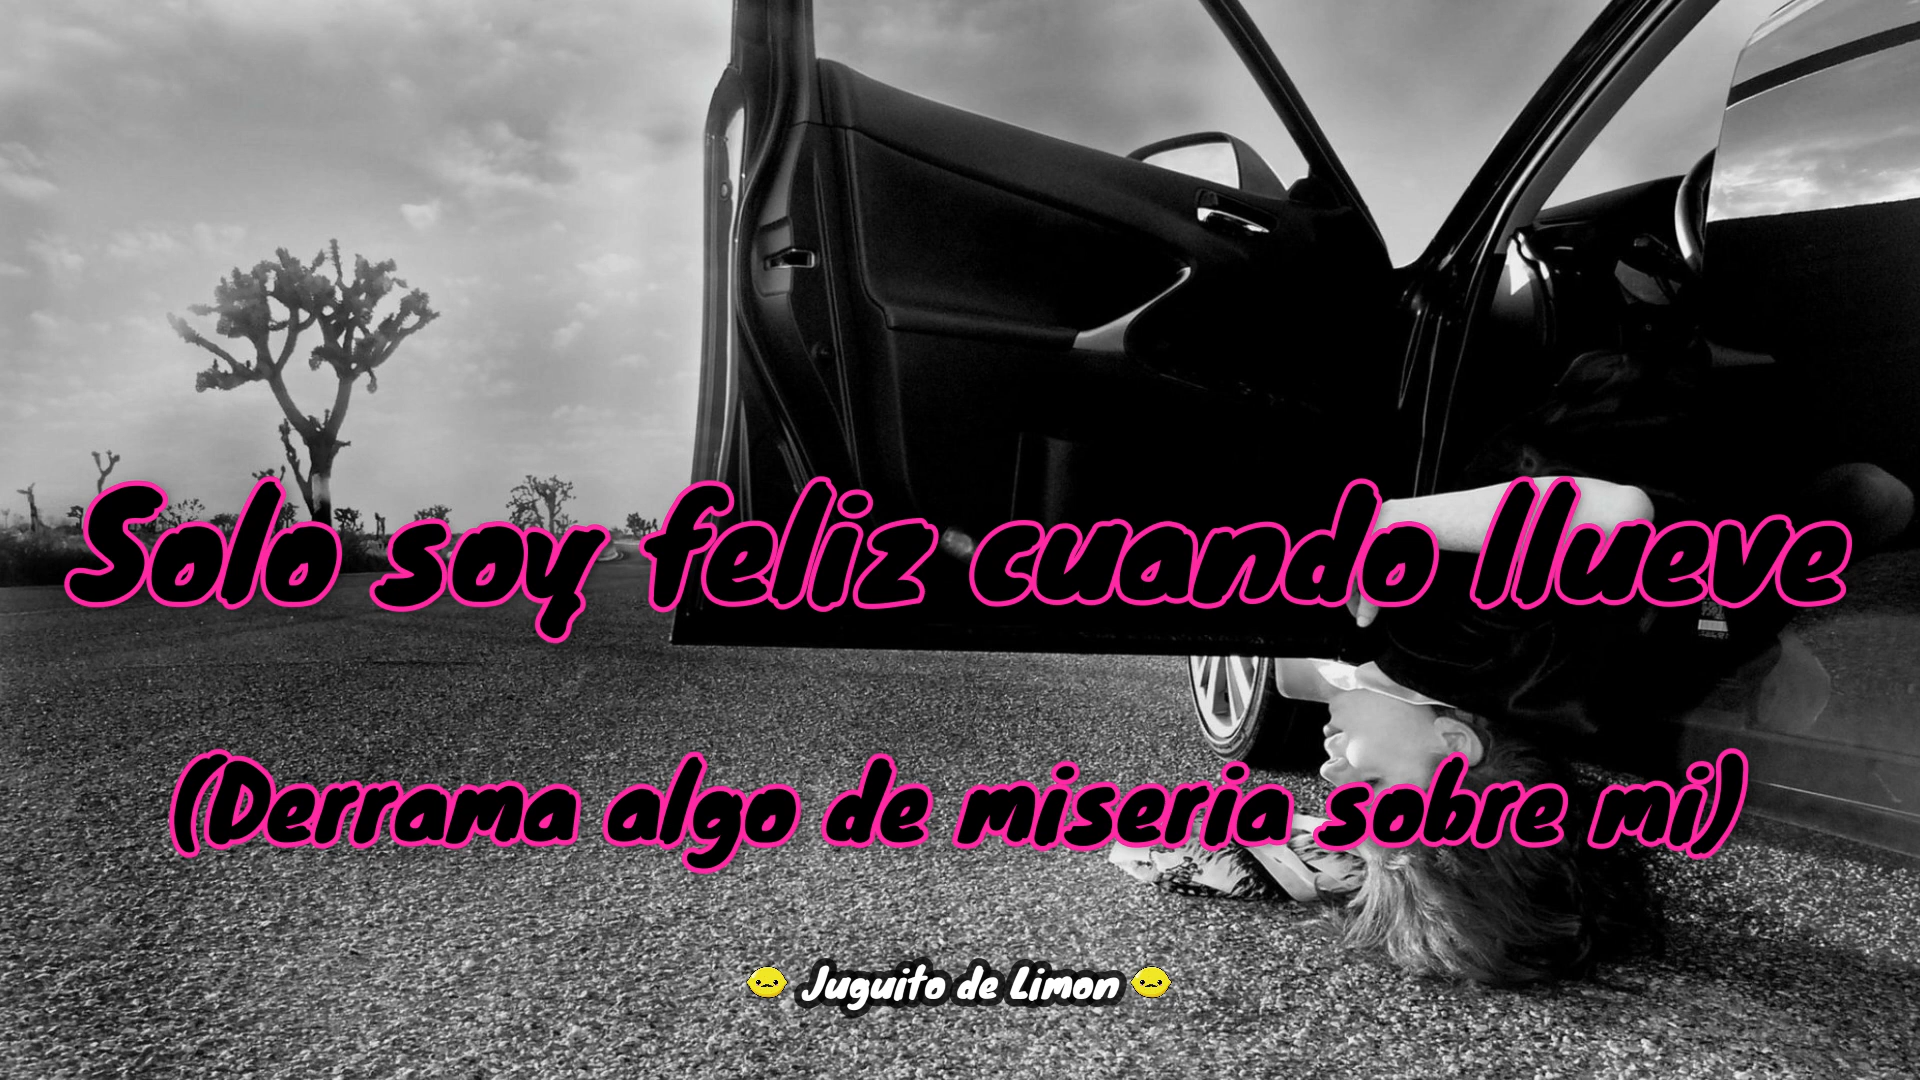 Solo soy feliz cuando llueve
(Derrama algo de miseria sobre mi)
Juguito de Limon